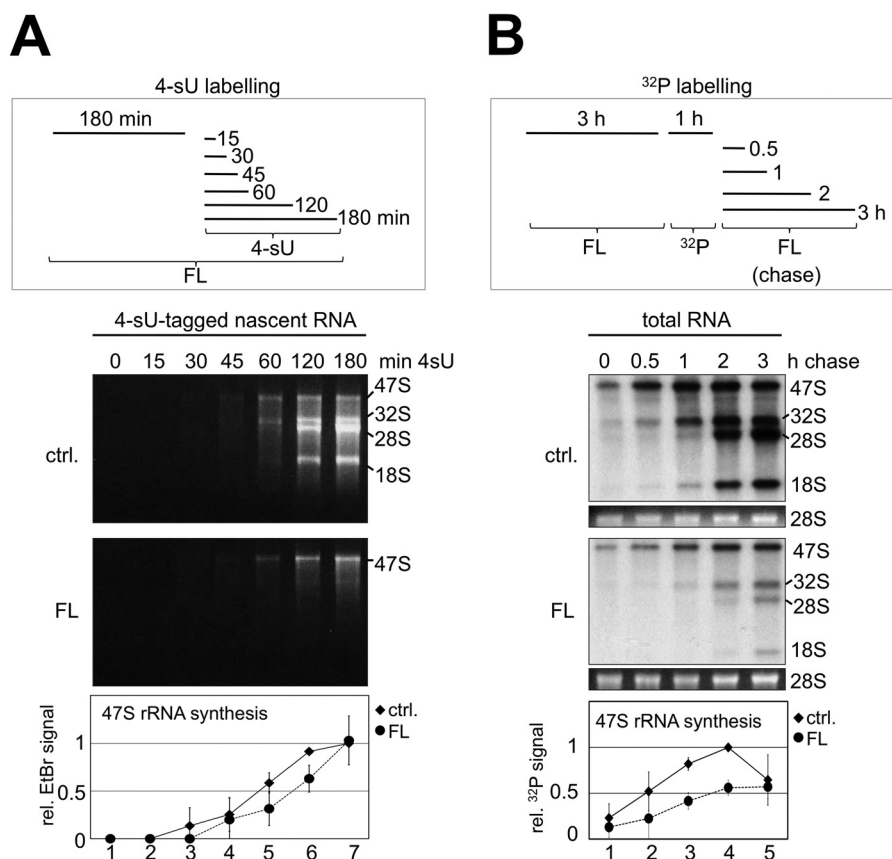 A
4-sU labelling
180 min
15
30
45
60
120
180 min
4-sU
FL
4-sU-tagged nascent RNA
0 15 30 45 60 120 180 min 4sU
47S
32S
28S
18S
ctrl.
47S
FL
47S rRNA synthesis
ctrl.
FL
rel. EtBr signal
1
0.5
0
1 2 3 4 5 6 7
B
32P labelling
3 h
1 h
0.5
1
2
3 h
FL
32P
FL
(chase)
total RNA
0 0.5 1 2 3 h chase
47S
32S
28S
18S
ctrl.
28S
47S
32S
28S
18S
FL
28S
47S rRNA synthesis
ctrl.
FL
rel. 32P signal
1
0.5
0
1 2 3 4 5